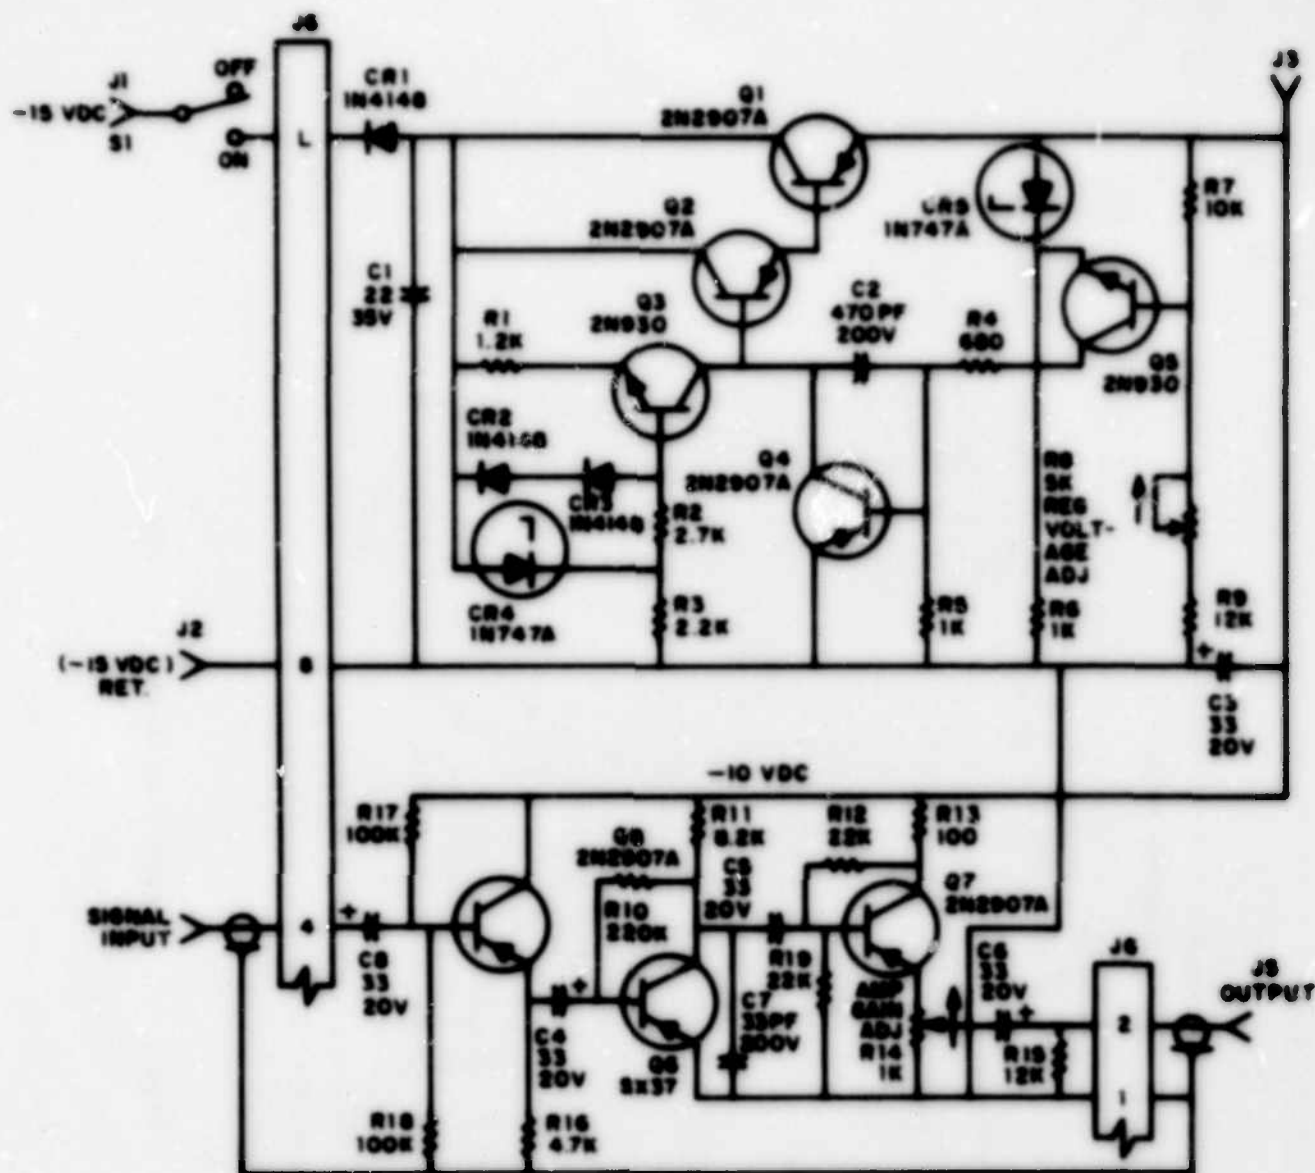 J6
J1
OFF
-15 VDC
S1
ON
L
CR1
1N4148
Q1
2N2907A
J3
Q2
2N2907A
CR5
1N747A
R7
10K
C1
22
35V
Q3
2N930
C2
470 PF
200V
R4
680
R1
1.2K
Q5
2N930
CR2
CR3
1N4148
Q4
2N2907A
R2
2.7K
R8
5K
REG
VOLT-
AGE
ADJ
CR4
1N747A
R3
2.2K
R5
1K
R6
1K
R9
12K
J2
(-15 VDC)
RET.
+
C3
33
20V
-10 VDC
R17
100K
2N2907A
R11
8.2K
R12
22K
R13
100
SIGNAL
INPUT
4
+
C8
33
20V
R10
220K
C5
33
20V
Q7
2N2907A
R19
22K
C6
33
20V
+
J6
J5
OUTPUT
C4
33
20V
+
Q6
C7
33PF
AMP
GAIN
ADJ
R14
1K
R15
12K
2
1
R18
100K
R16
4.7K